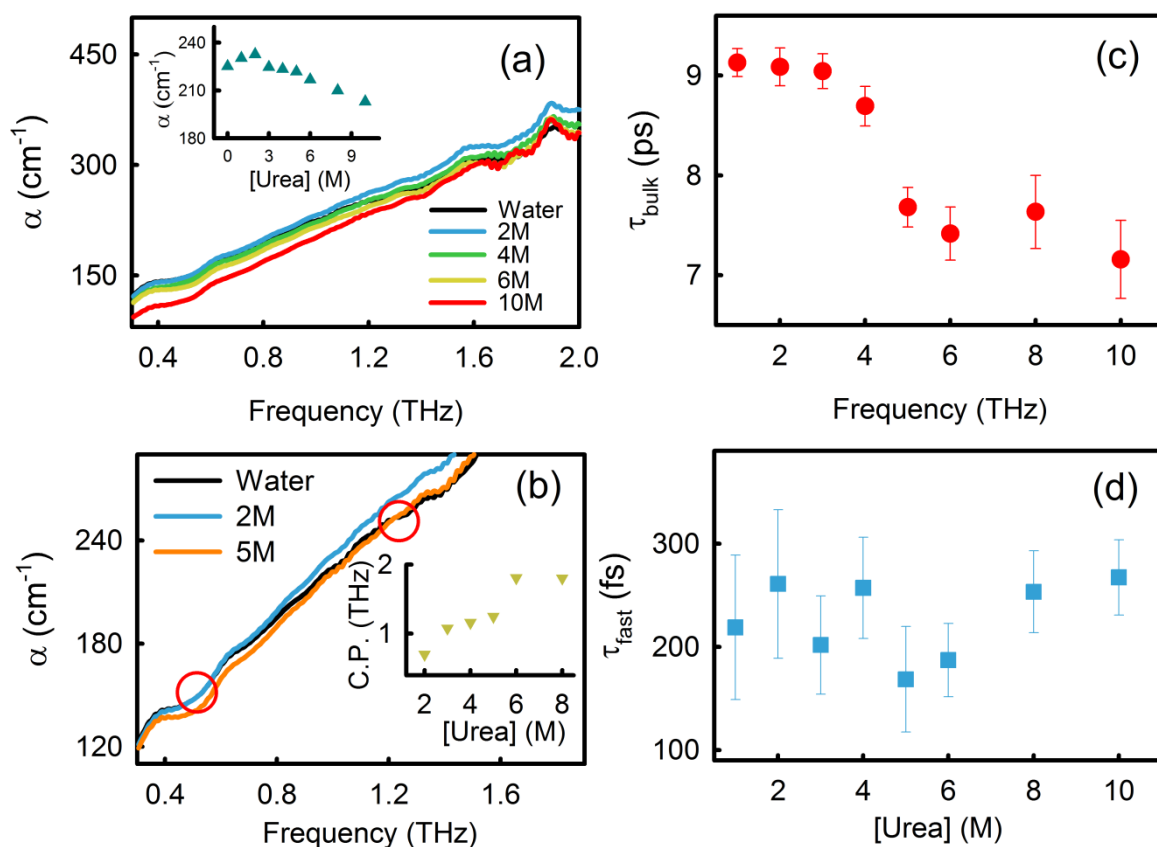 (a)
α (cm-1)
450
300
150
0.4 0.8 1.2 1.6 2.0
Frequency (THz)
α (cm-1)
240
210
180
0 3 6 9
[Urea] (M)
Water
2M
4M
6M
10M
(c)
τbulk (ps)
9
8
7
2 4 6 8 10
Frequency (THz)
(b)
α (cm-1)
240
180
120
0.4 0.8 1.2 1.6
Frequency (THz)
Water
2M
5M
C.P. (THz)
2
1
2 4 6 8
[Urea] (M)
(d)
τfast (fs)
300
200
100
2 4 6 8 10
[Urea] (M)